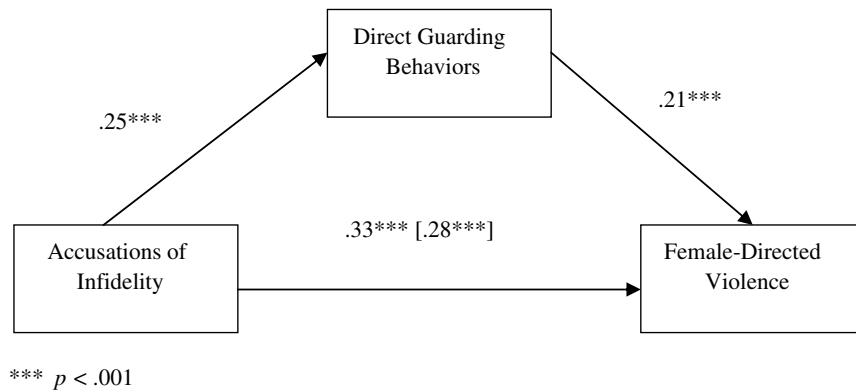 Direct Guarding
Behaviors
.25***
.21***
.33*** [.28***]
Accusations of
Infidelity
Female-Directed
Violence
*** p < .001